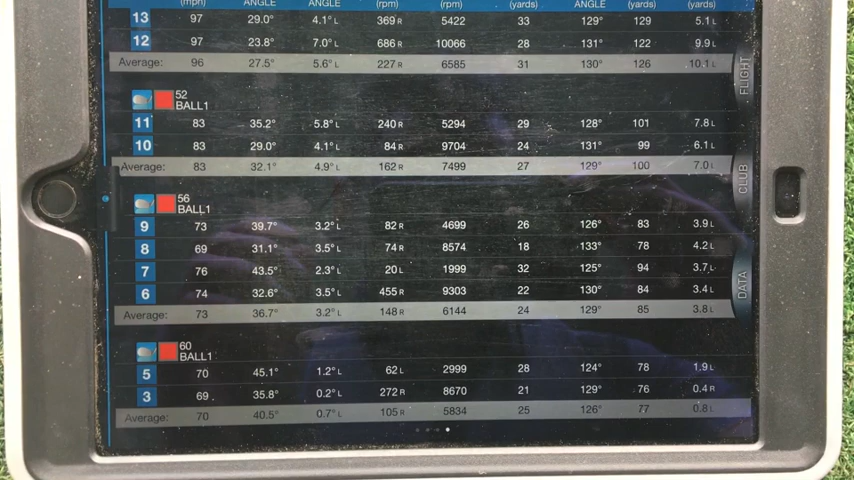 (mph) ANGLE ANGLE (rpm) (rpm) (yards) ANGLE (yards) (yards)
13 97 29.0° 4.1° L 369 R 5422 33 129° 129 5.1 L
12 97 23.8° 7.0° L 686 R 10066 28 131° 122 9.9 L
Average: 96 27.5° 5.6° L 227 R 6585 31 130° 126 10.1 L
FLIGHT
52
BALL1
11 83 35.2° 5.8° L 240 R 5294 29 128° 101 7.8 L
10 83 29.0° 4.1° L 84 R 9704 24 131° 99 6.1 L
Average: 83 32.1° 4.9° L 162 R 7499 27 129° 100 7.0 L
CLUB
56
BALL1
9 73 39.7° 3.2° L 82 R 4699 26 126° 83 3.9 L
8 69 31.1° 3.5° L 74 R 8574 18 133° 78 4.2 L
7 76 43.5° 2.3° L 20 L 1999 32 125° 94 3.7 L
6 74 32.6° 3.5° L 455 R 9303 22 130° 84 3.4 L
Average: 73 36.7° 3.2° L 148 R 6144 24 129° 85 3.8 L
DATA
60
BALL1
5 70 45.1° 1.2° L 62 L 2999 28 124° 78 1.9 L
3 69 35.8° 0.2° L 272 R 8670 21 129° 76 0.4 R
Average: 70 40.5° 0.7° L 105 R 5834 25 126° 77 0.8 L